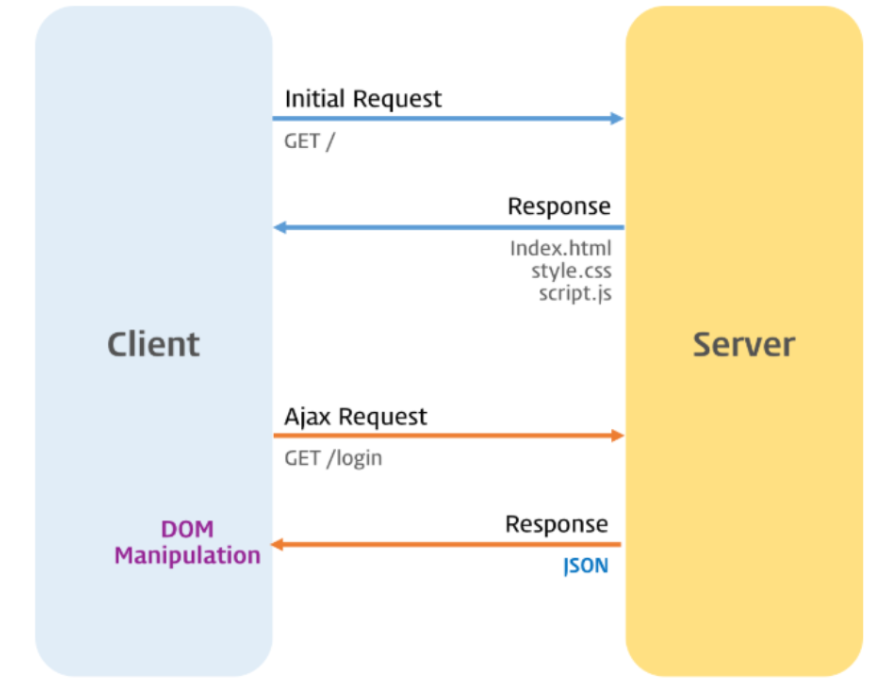 Initial Request
GET /
Response
Index.html
style.css
script.js
Client
Server
Ajax Request
GET /login
Response
DOM
Manipulation
JSON